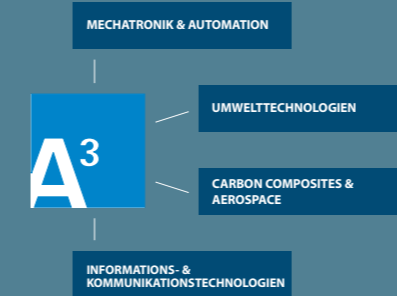 MECHATRONIK & AUTOMATION
UMWELTTECHNOLOGIEN
A³
CARBON COMPOSITES &
AEROSPACE
INFORMATIONS- &
KOMMUNIKATIONSTECHNOLOGIEN